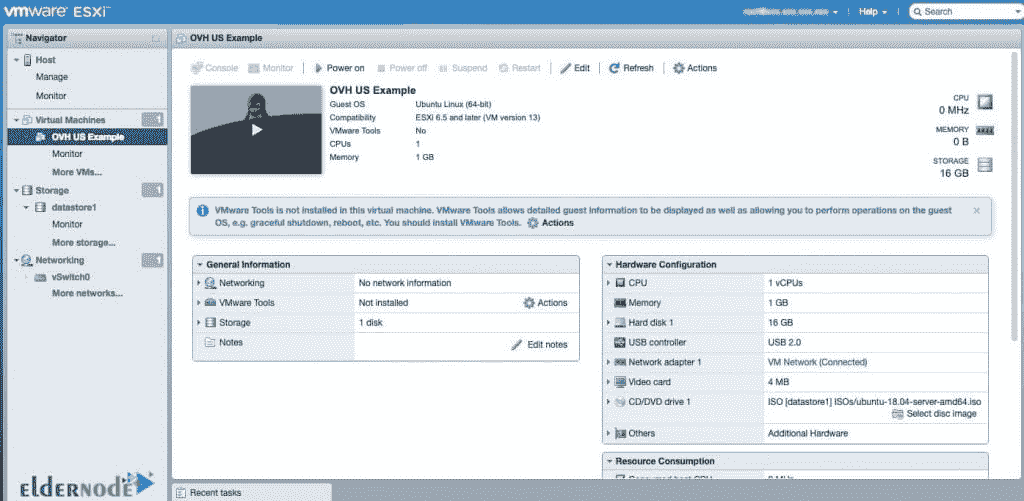 vmware ESXi™
Help
Search
Navigator
OVH US Example
Host
Manage
Monitor
Virtual Machines
1
OVH US Example
Monitor
More VMs...
Storage
1
datastore1
Monitor
More storage...
Networking
1
vSwitch0
More networks...
Console
Monitor
Power on
Power off
Suspend
Restart
Edit
Refresh
Actions
OVH US Example
Guest OS Ubuntu Linux (64-bit)
Compatibility ESXi 6.5 and later (VM version 13)
VMware Tools No
CPUs 1
Memory 1 GB
CPU
0 MHz
MEMORY
0 B
STORAGE
16 GB
VMware Tools is not installed in this virtual machine. VMware Tools allows detailed guest information to be displayed as well as allowing you to perform operations on the guest
OS, e.g. graceful shutdown, reboot, etc. You should install VMware Tools. Actions
General Information
Networking No network information
VMware Tools Not installed Actions
Storage 1 disk
Notes
Edit notes
Hardware Configuration
CPU 1 vCPUs
Memory 1 GB
Hard disk 1 16 GB
USB controller USB 2.0
Network adapter 1 VM Network (Connected)
Video card 4 MB
CD/DVD drive 1 ISO [datastore1] ISOs/ubuntu-18.04-server-amd64.iso
Select disc image
Others Additional Hardware
Resource Consumption
ELDERNODE
Recent tasks